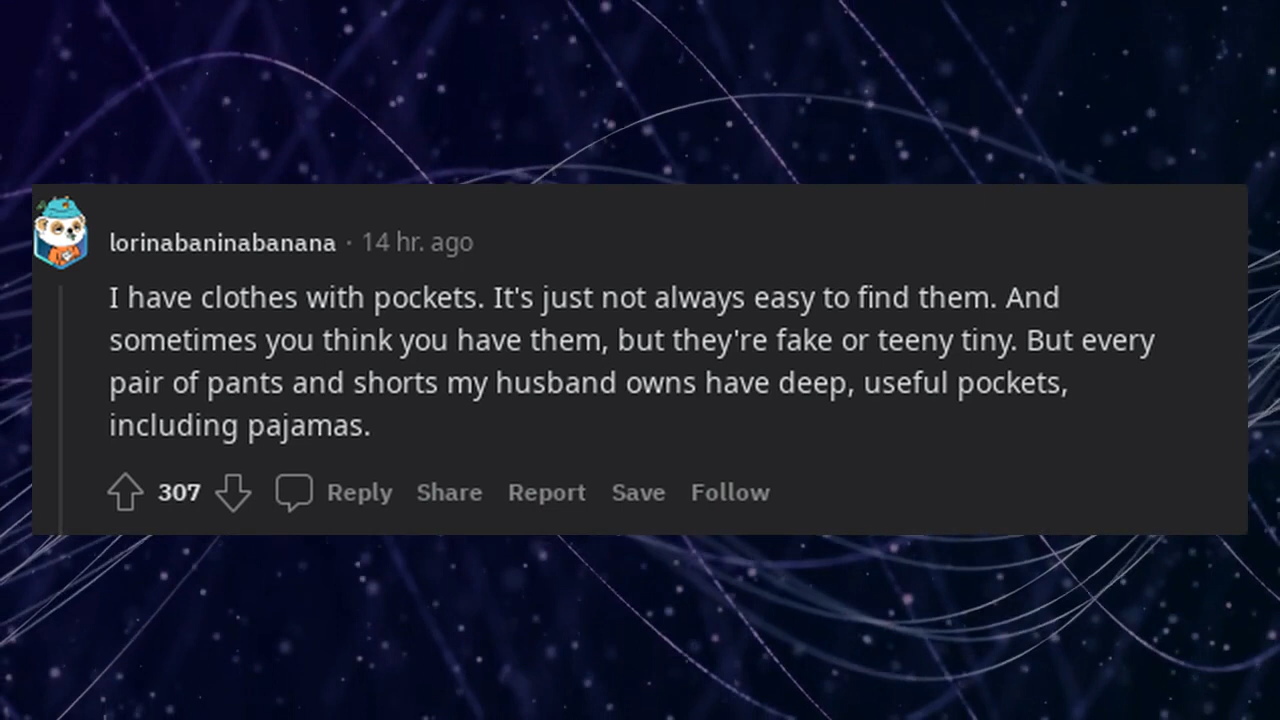 lorinabaninabanana · 14 hr. ago
I have clothes with pockets. It's just not always easy to find them. And
sometimes you think you have them, but they're fake or teeny tiny. But every
pair of pants and shorts my husband owns have deep, useful pockets,
including pajamas.
307 Reply Share Report Save Follow